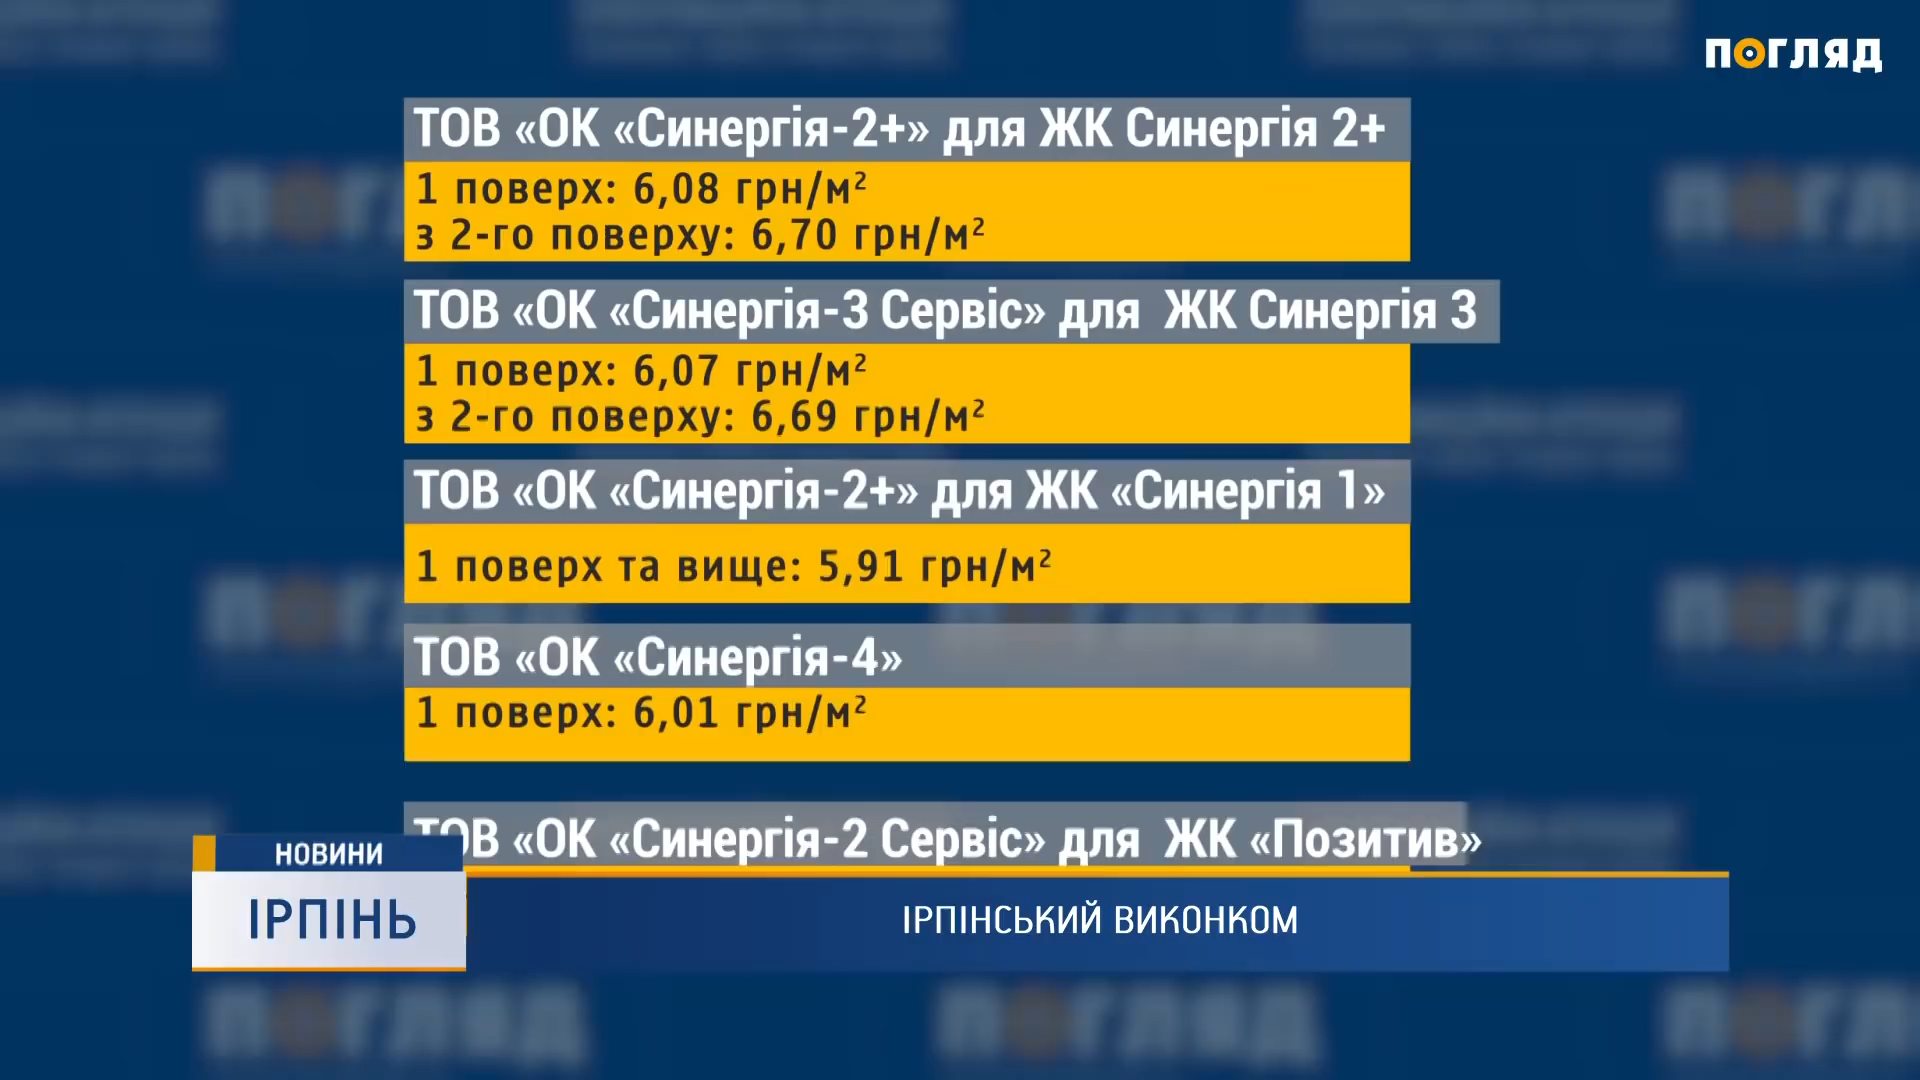 ПОГЛЯД
ТОВ «ОК «Синергія-2+» для ЖК Синергія 2+
1 поверх: 6,08 грн/м²
з 2-го поверху: 6,70 грн/м²
ТОВ «ОК «Синергія-3 Сервіс» для ЖК Синергія 3
1 поверх: 6,07 грн/м²
з 2-го поверху: 6,69 грн/м²
ТОВ «ОК «Синергія-2+» для ЖК «Синергія 1»
1 поверх та вище: 5,91 грн/м²
ТОВ «ОК «Синергія-4»
1 поверх: 6,01 грн/м²
ТОВ «ОК «Синергія-2 Сервіс» для ЖК «Позитив»
НОВИНИ
ІРПІНЬ
ІРПІНСЬКИЙ ВИКОНКОМ